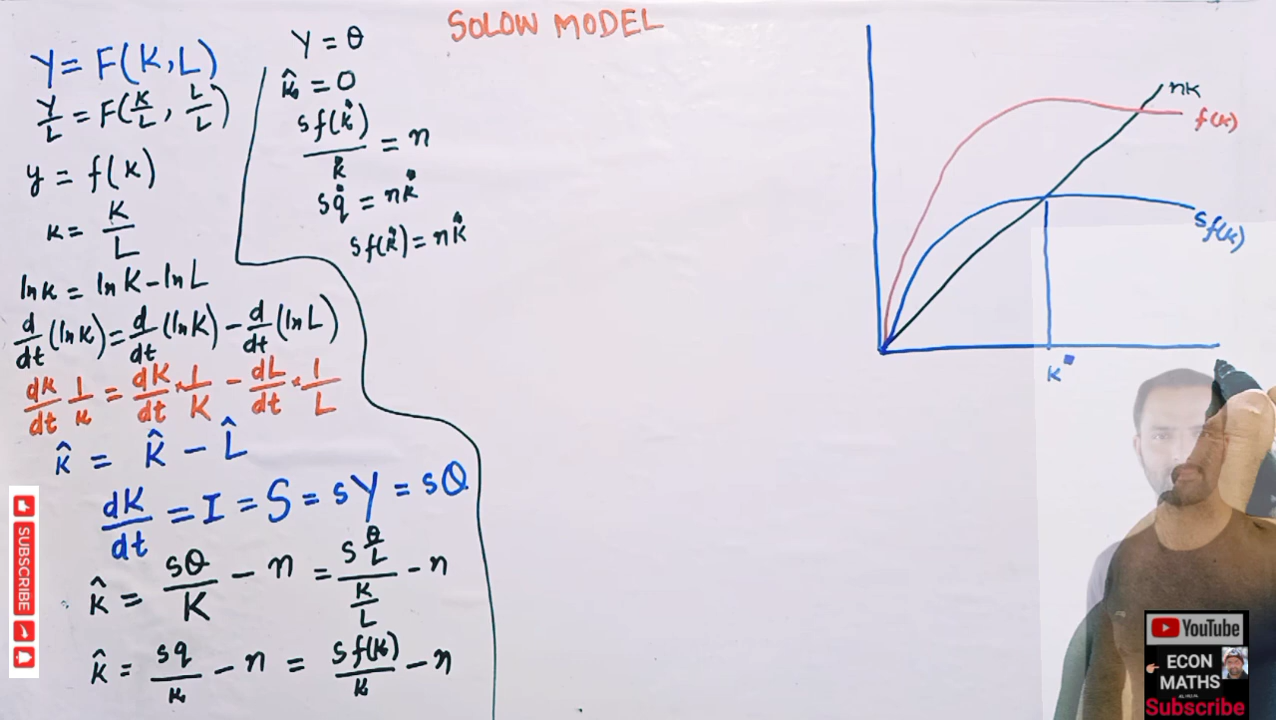 SOLOW MODEL
Y = F(K, L)
Y/L = F(K/L, L/L)
y = f(k)
k = K/L
ln k = ln K - ln L
d/dt (ln k) = d/dt (ln K) - d/dt (ln L)
dk/dt 1/k = dK/dt * 1/K - dL/dt * 1/L
k̂ = K̂ - L̂
dK/dt = I = S = sY = sQ
k̂ = sQ/K - n = s Q/L / K/L - n
k̂ = sq/k - n = sf(k)/k - n
Y = Q
k̂ = 0
sf(k*)/k* = n
sq* = nk*
sf(k*) = nk*
nk
f(k)
sf(k)
k*
SUBSCRIBE
YouTube
ECON
MATHS
Subscribe